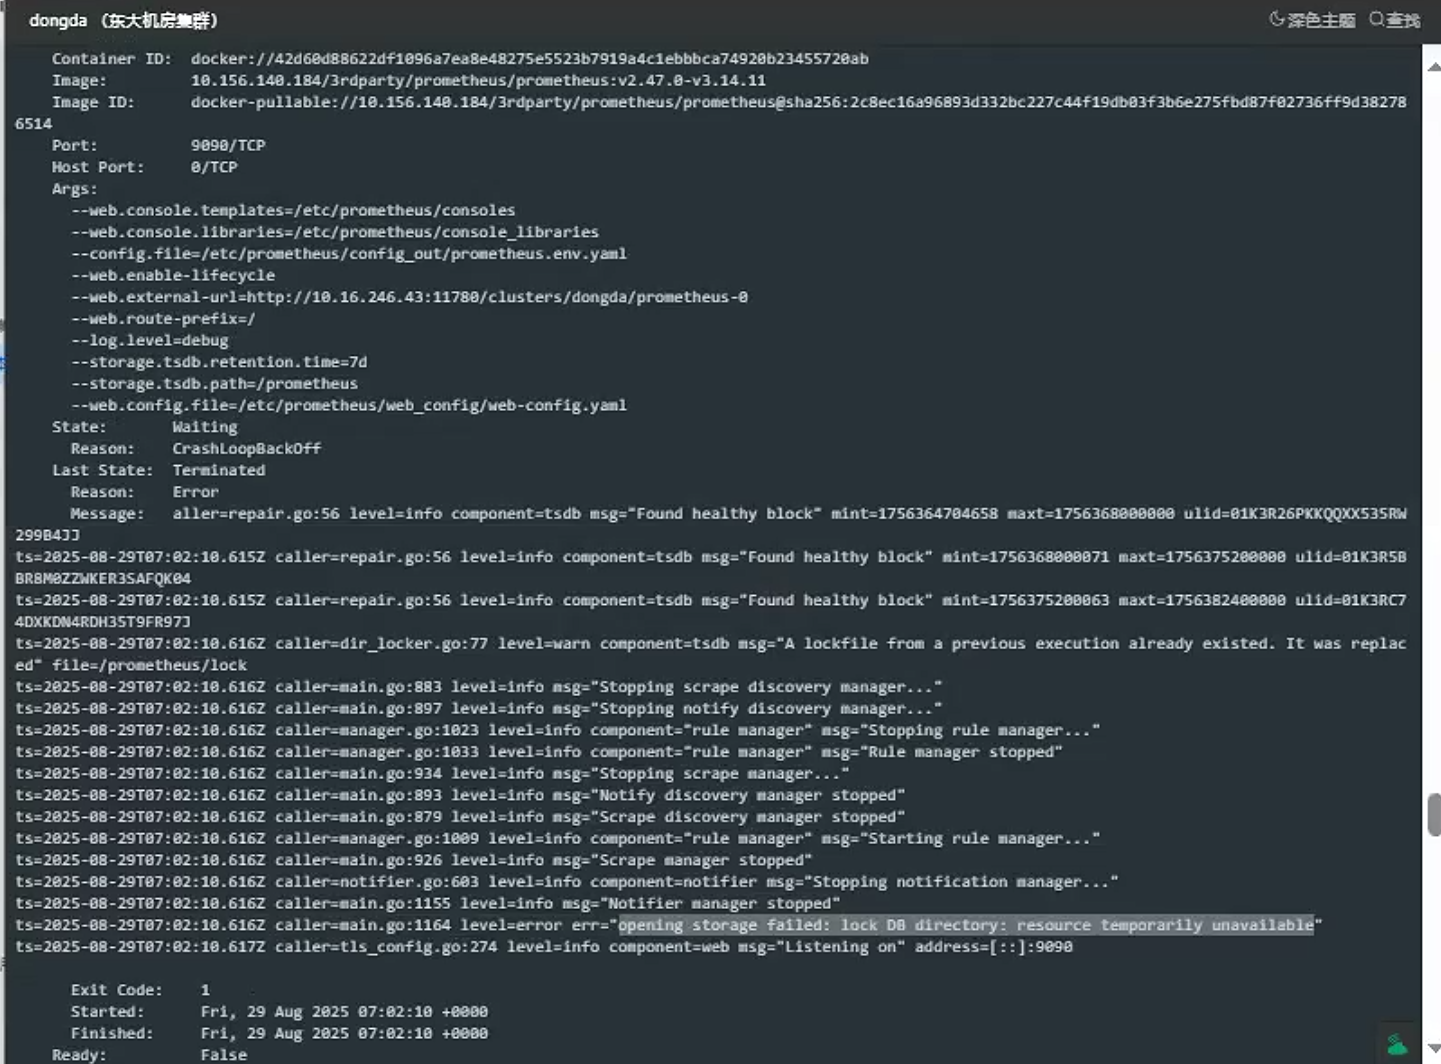 dongda （东大机房集群）
深色主题 查找
Container ID:  docker://42d60d88622df1096a7ea8e48275e5523b7919a4c1ebbbca74920b23455720ab
Image:         10.156.140.184/3rdparty/prometheus/prometheus:v2.47.0-v3.14.11
Image ID:      docker-pullable://10.156.140.184/3rdparty/prometheus/prometheus@sha256:2c8ec16a96893d332bc227c44f19db03f3b6e275fbd87f02736ff9d38278
6514
Port:          9090/TCP
Host Port:     0/TCP
Args:
--web.console.templates=/etc/prometheus/consoles
--web.console.libraries=/etc/prometheus/console_libraries
--config.file=/etc/prometheus/config_out/prometheus.env.yaml
--web.enable-lifecycle
--web.external-url=http://10.16.246.43:11780/clusters/dongda/prometheus-0
--web.route-prefix=/
--log.level=debug
--storage.tsdb.retention.time=7d
--storage.tsdb.path=/prometheus
--web.config.file=/etc/prometheus/web_config/web-config.yaml
State:       Waiting
Reason:    CrashLoopBackOff
Last State:  Terminated
Reason:    Error
Message:   aller=repair.go:56 level=info component=tsdb msg="Found healthy block" mint=1756364704658 maxt=1756368000000 ulid=01K3R26PKKQQXX535RW
299B4JJ
ts=2025-08-29T07:02:10.615Z caller=repair.go:56 level=info component=tsdb msg="Found healthy block" mint=1756368000071 maxt=1756375200000 ulid=01K3R5B
BR8M0ZZWKER3SAFQK04
ts=2025-08-29T07:02:10.615Z caller=repair.go:56 level=info component=tsdb msg="Found healthy block" mint=1756375200063 maxt=1756382400000 ulid=01K3RC7
4DXKDN4RDH3ST9FR97J
ts=2025-08-29T07:02:10.616Z caller=dir_locker.go:77 level=warn component=tsdb msg="A lockfile from a previous execution already existed. It was replac
ed" file=/prometheus/lock
ts=2025-08-29T07:02:10.616Z caller=main.go:883 level=info msg="Stopping scrape discovery manager..."
ts=2025-08-29T07:02:10.616Z caller=main.go:897 level=info msg="Stopping notify discovery manager..."
ts=2025-08-29T07:02:10.616Z caller=manager.go:1023 level=info component="rule manager" msg="Stopping rule manager..."
ts=2025-08-29T07:02:10.616Z caller=manager.go:1033 level=info component="rule manager" msg="Rule manager stopped"
ts=2025-08-29T07:02:10.616Z caller=main.go:934 level=info msg="Stopping scrape manager..."
ts=2025-08-29T07:02:10.616Z caller=main.go:893 level=info msg="Notify discovery manager stopped"
ts=2025-08-29T07:02:10.616Z caller=main.go:879 level=info msg="Scrape discovery manager stopped"
ts=2025-08-29T07:02:10.616Z caller=manager.go:1009 level=info component="rule manager" msg="Starting rule manager..."
ts=2025-08-29T07:02:10.616Z caller=main.go:926 level=info msg="Scrape manager stopped"
ts=2025-08-29T07:02:10.616Z caller=notifier.go:603 level=info component=notifier msg="Stopping notification manager..."
ts=2025-08-29T07:02:10.616Z caller=main.go:1155 level=info msg="Notifier manager stopped"
ts=2025-08-29T07:02:10.616Z caller=main.go:1164 level=error err="opening storage failed: lock DB directory: resource temporarily unavailable"
ts=2025-08-29T07:02:10.617Z caller=tls_config.go:274 level=info component=web msg="Listening on" address=[::]:9090
Exit Code:    1
Started:      Fri, 29 Aug 2025 07:02:10 +0000
Finished:     Fri, 29 Aug 2025 07:02:10 +0000
Ready:          False